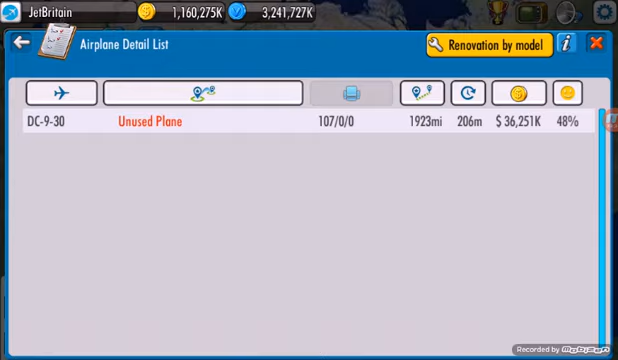 JetBritain 1,160,275K 3,241,727K
Airplane Detail List
Renovation by model
DC-9-30 Unused Plane 107/0/0 1923mi 206m $ 36,251K 48%
Recorded by Mobizen